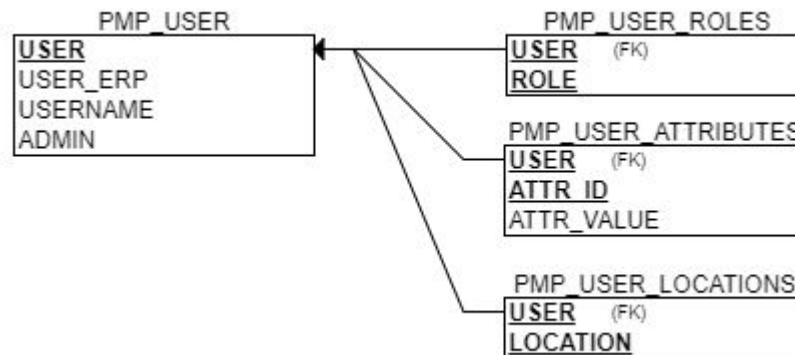 PMP_USER
USER
USER_ERP
USERNAME
ADMIN
PMP_USER_ROLES
USER (FK)
ROLE
PMP_USER_ATTRIBUTES
USER (FK)
ATTR_ID
ATTR_VALUE
PMP_USER_LOCATIONS
USER (FK)
LOCATION